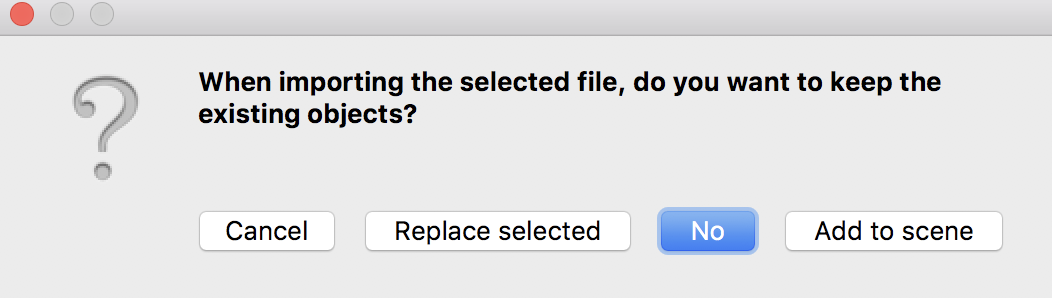 When importing the selected file, do you want to keep the
existing objects?
Cancel
Replace selected
No
Add to scene